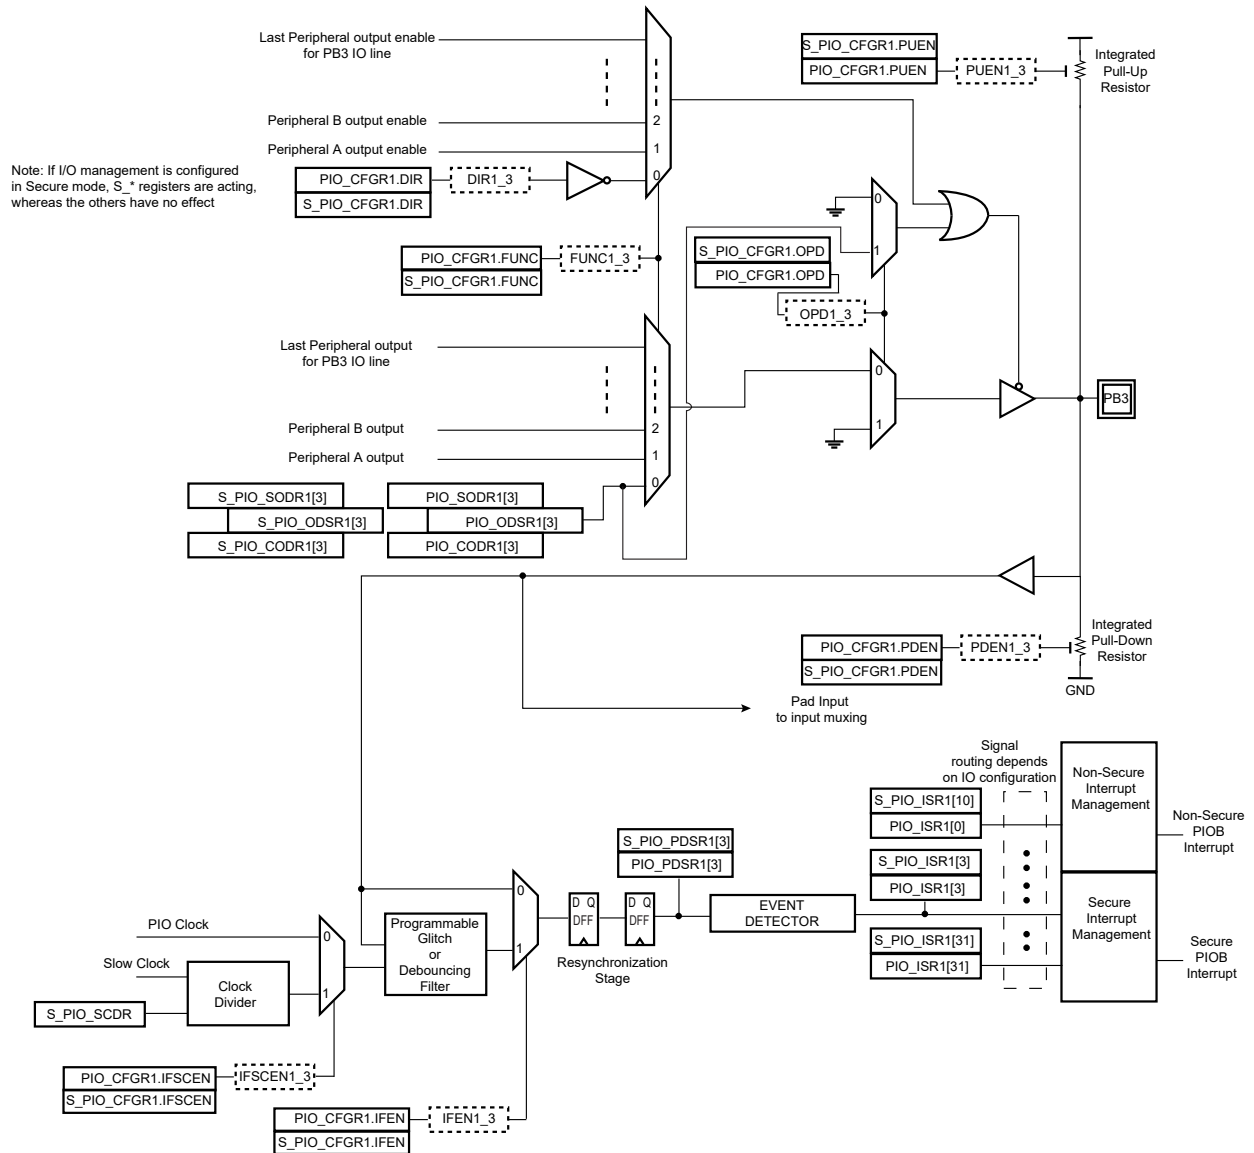 Last Peripheral output enable
for PB3 IO line
Peripheral B output enable
Peripheral A output enable
2
1
0
Note: If I/O management is configured
in Secure mode, S_* registers are acting,
whereas the others have no effect
PIO_CFGR1.DIR
S_PIO_CFGR1.DIR
DIR1_3
PIO_CFGR1.FUNC
S_PIO_CFGR1.FUNC
FUNC1_3
S_PIO_CFGR1.PUEN
PIO_CFGR1.PUEN
PUEN1_3
Integrated
Pull-Up
Resistor
0
1
S_PIO_CFGR1.OPD
PIO_CFGR1.OPD
OPD1_3
Last Peripheral output
for PB3 IO line
Peripheral B output
Peripheral A output
2
1
0
0
1
PB3
S_PIO_SODR1[3]
S_PIO_ODSR1[3]
S_PIO_CODR1[3]
PIO_SODR1[3]
PIO_ODSR1[3]
PIO_CODR1[3]
PIO_CFGR1.PDEN
S_PIO_CFGR1.PDEN
PDEN1_3
Integrated
Pull-Down
Resistor
GND
Pad Input
to input muxing
Signal
routing depends
on IO configuration
S_PIO_ISR1[10]
PIO_ISR1[0]
S_PIO_ISR1[3]
PIO_ISR1[3]
S_PIO_ISR1[31]
PIO_ISR1[31]
Non-Secure
Interrupt
Management
Non-Secure
PIOB
Interrupt
Secure
Interrupt
Management
Secure
PIOB
Interrupt
S_PIO_PDSR1[3]
PIO_PDSR1[3]
EVENT
DETECTOR
D Q
DFF
D Q
DFF
Resynchronization
Stage
0
1
Programmable
Glitch
or
Debouncing
Filter
PIO Clock
Slow Clock
0
1
Clock
Divider
S_PIO_SCDR
PIO_CFGR1.IFSCEN
S_PIO_CFGR1.IFSCEN
IFSCEN1_3
PIO_CFGR1.IFEN
S_PIO_CFGR1.IFEN
IFEN1_3